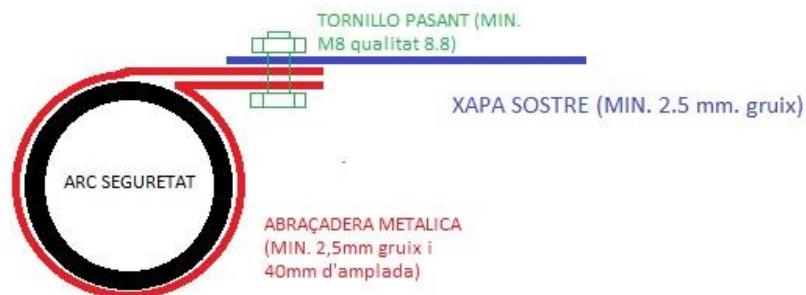 TORNILLO PASANT (MIN.
M8 qualitat 8.8)
XAPA SOSTRE (MIN. 2.5 mm. gruix)
ARC SEGURETAT
ABRAÇADERA METALICA
(MIN. 2,5mm gruix i
40mm d'amplada)